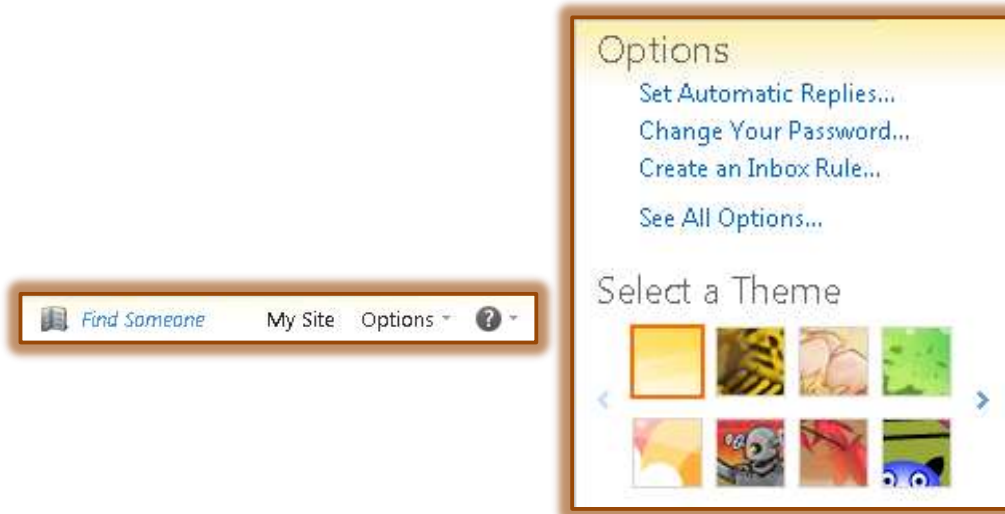 Find Someone My Site Options ?
Options
Set Automatic Replies...
Change Your Password...
Create an Inbox Rule...
See All Options...
Select a Theme